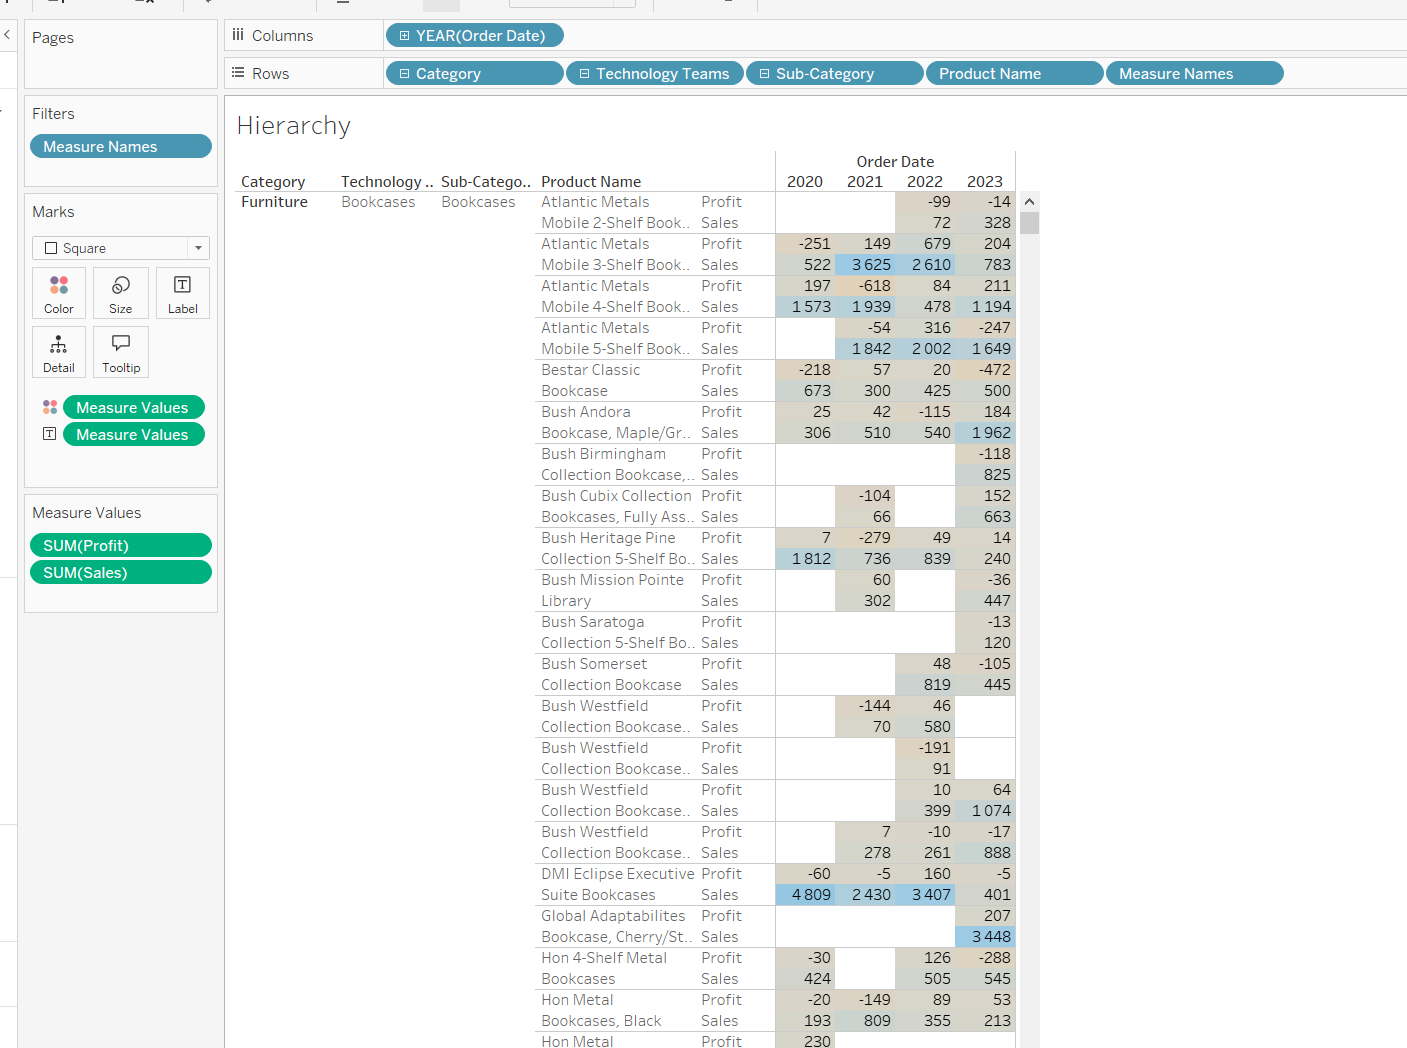 Pages
Columns
YEAR(Order Date)
Rows
Category
Technology Teams
Sub-Category
Product Name
Measure Names
Filters
Measure Names
Marks
Square
Color
Size
Label
Detail
Tooltip
Measure Values
Measure Values
Measure Values
SUM(Profit)
SUM(Sales)
Hierarchy
Order Date
Category Technology .. Sub-Catego.. Product Name 2020 2021 2022 2023
Furniture Bookcases Bookcases Atlantic Metals Profit -99 -14
Mobile 2-Shelf Book.. Sales 72 328
Atlantic Metals Profit -251 149 679 204
Mobile 3-Shelf Book.. Sales 522 3 625 2 610 783
Atlantic Metals Profit 197 -618 84 211
Mobile 4-Shelf Book.. Sales 1 573 1 939 478 1 194
Atlantic Metals Profit -54 316 -247
Mobile 5-Shelf Book.. Sales 1 842 2 002 1 649
Bestar Classic Profit -218 57 20 -472
Bookcase Sales 673 300 425 500
Bush Andora Profit 25 42 -115 184
Bookcase, Maple/Gr.. Sales 306 510 540 1 962
Bush Birmingham Profit -118
Collection Bookcase,.. Sales 825
Bush Cubix Collection Profit -104 152
Bookcases, Fully Ass.. Sales 66 663
Bush Heritage Pine Profit 7 -279 49 14
Collection 5-Shelf Bo.. Sales 1 812 736 839 240
Bush Mission Pointe Profit 60 -36
Library Sales 302 447
Bush Saratoga Profit -13
Collection 5-Shelf Bo.. Sales 120
Bush Somerset Profit 48 -105
Collection Bookcase Sales 819 445
Bush Westfield Profit -144 46
Collection Bookcase.. Sales 70 580
Bush Westfield Profit -191
Collection Bookcase.. Sales 91
Bush Westfield Profit 10 64
Collection Bookcase.. Sales 399 1 074
Bush Westfield Profit 7 -10 -17
Collection Bookcase.. Sales 278 261 888
DMI Eclipse Executive Profit -60 -5 160 -5
Suite Bookcases Sales 4 809 2 430 3 407 401
Global Adaptabilites Profit 207
Bookcase, Cherry/St.. Sales 3 448
Hon 4-Shelf Metal Profit -30 126 -288
Bookcases Sales 424 505 545
Hon Metal Profit -20 -149 89 53
Bookcases, Black Sales 193 809 355 213
Hon Metal Profit 230